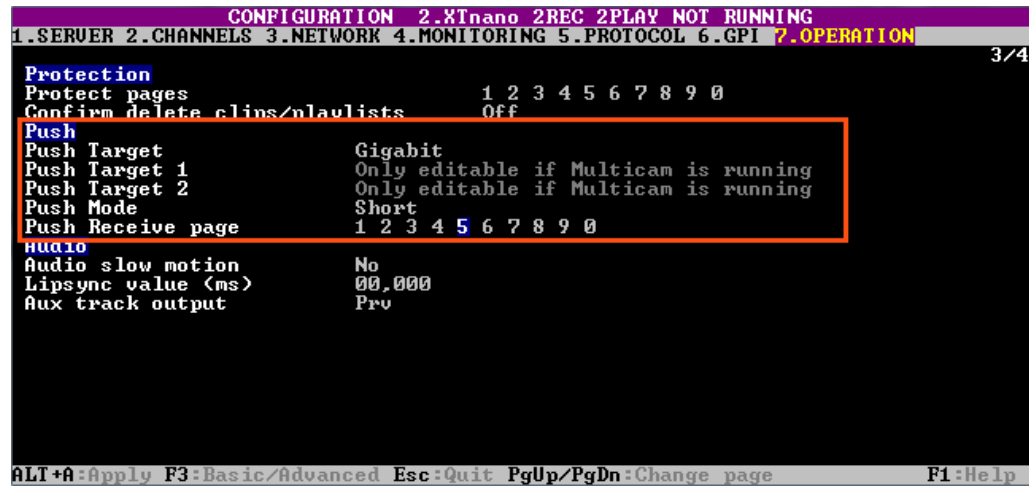 CONFIGURATION 2.XTnano 2REC 2PLAY NOT RUNNING
1.SERVER 2.CHANNELS 3.NETWORK 4.MONITORING 5.PROTOCOL 6.GPI 7.OPERATION
3/4
Protection
Protect pages 1 2 3 4 5 6 7 8 9 0
Confirm delete clips/playlists Off
Push
Push Target Gigabit
Push Target 1 Only editable if Multicam is running
Push Target 2 Only editable if Multicam is running
Push Mode Short
Push Receive page 1 2 3 4 5 6 7 8 9 0
Audio
Audio slow motion No
Lipsync value (ms) 00,000
Aux track output Prv
ALT+A:Apply F3:Basic/Advanced Esc:Quit PgUp/PgDn:Change page F1:Help